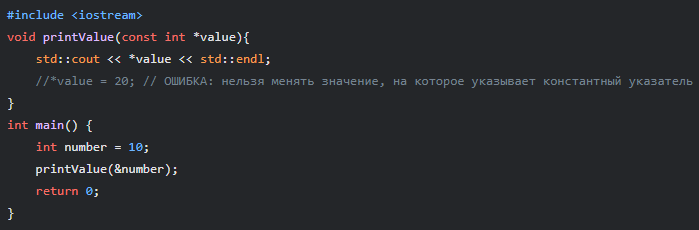 #include <iostream>
void printValue(const int *value){
    std::cout << *value << std::endl;
    //*value = 20; // ОШИБКА: нельзя менять значение, на которое указывает константный указатель
}
int main() {
    int number = 10;
    printValue(&number);
    return 0;
}